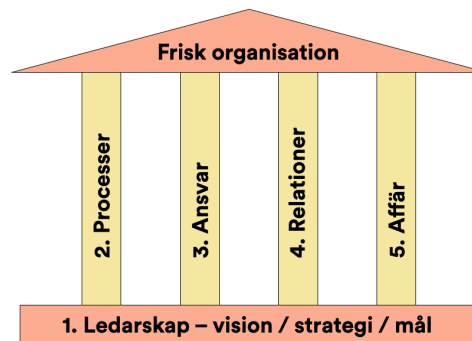 Frisk organisation
2. Processer
3. Ansvar
4. Relationer
5. Affär
1. Ledarskap – vision / strategi / mål